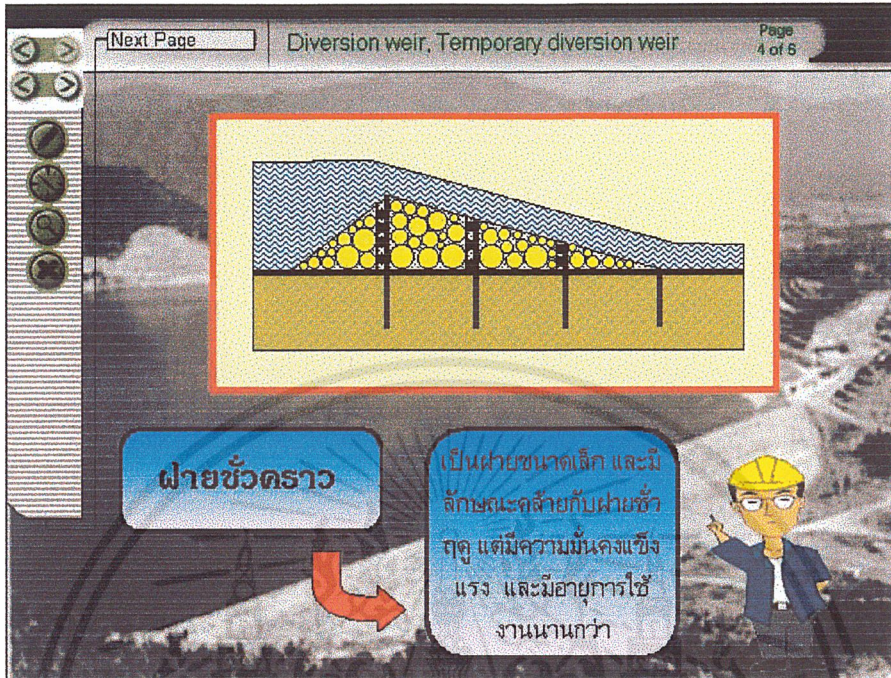 Next Page
Diversion weir, Temporary diversion weir
Page
4 of 6
ฝายชั่วคราว
เป็นฝายขนาดเล็ก และมี
ลักษณะคล้ายกับฝายชั่ว
ฤดู แต่มีความมั่นคงแข็ง
แรง และมีอายุการใช้
งานนานกว่า